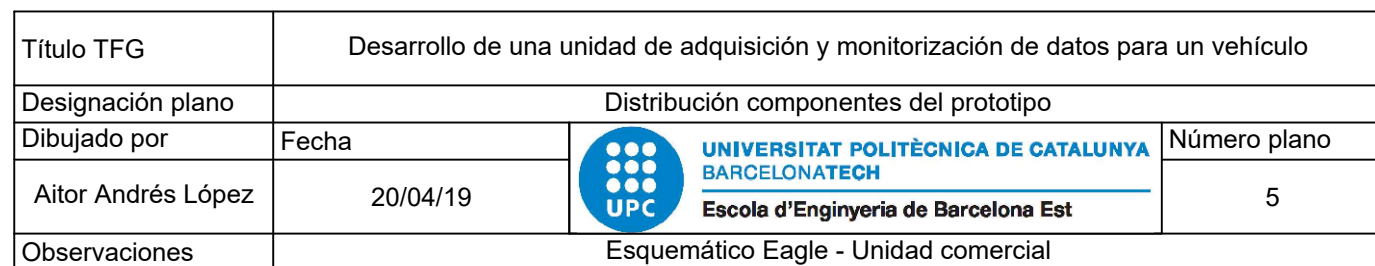 Título TFG
Desarrollo de una unidad de adquisición y monitorización de datos para un vehículo
Designación plano
Distribución componentes del prototipo
Dibujado por
Fecha
UNIVERSITAT POLITÈCNICA DE CATALUNYA
BARCELONATECH
Escola d'Enginyeria de Barcelona Est
UPC
Número plano
Aitor Andrés López
20/04/19
5
Observaciones
Esquemático Eagle - Unidad comercial